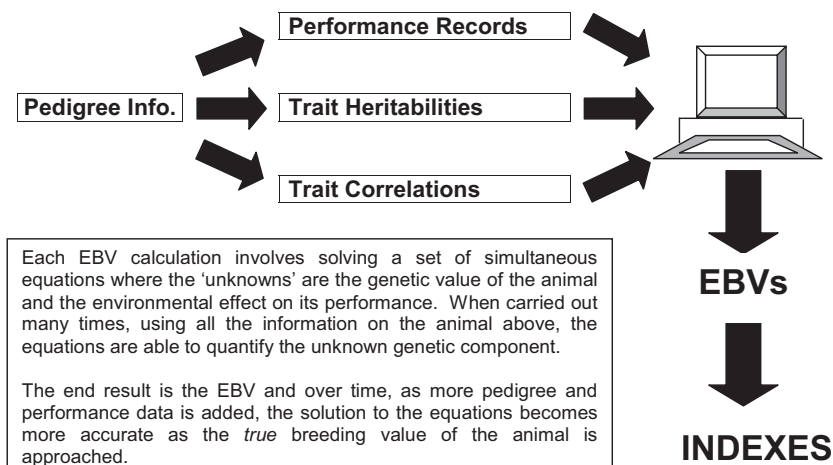 Performance Records
Pedigree Info.
Trait Heritabilities
Trait Correlations
Each EBV calculation involves solving a set of simultaneous
equations where the ‘unknowns’ are the genetic value of the animal
and the environmental effect on its performance. When carried out
many times, using all the information on the animal above, the
equations are able to quantify the unknown genetic component.
The end result is the EBV and over time, as more pedigree and
performance data is added, the solution to the equations becomes
more accurate as the true breeding value of the animal is
approached.
EBVs
INDEXES